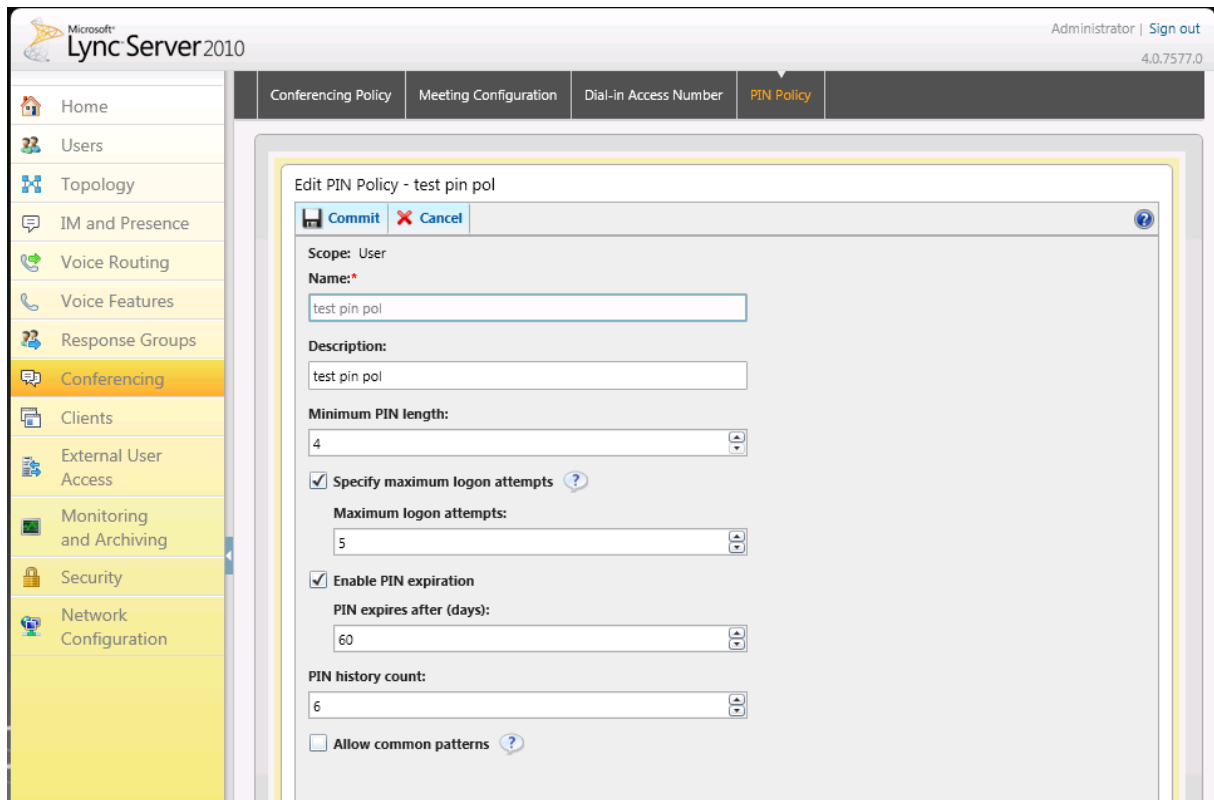 Microsoft®
Lync Server 2010
Administrator | Sign out
4.0.7577.0
Home
Users
Topology
IM and Presence
Voice Routing
Voice Features
Response Groups
Conferencing
Clients
External User
Access
Monitoring
and Archiving
Security
Network
Configuration
Conferencing Policy
Meeting Configuration
Dial-in Access Number
PIN Policy
Edit PIN Policy - test pin pol
Commit
Cancel
?
Scope: User
Name:*
test pin pol
Description:
test pin pol
Minimum PIN length:
4
Specify maximum logon attempts ?
Maximum logon attempts:
5
Enable PIN expiration
PIN expires after (days):
60
PIN history count:
6
Allow common patterns ?